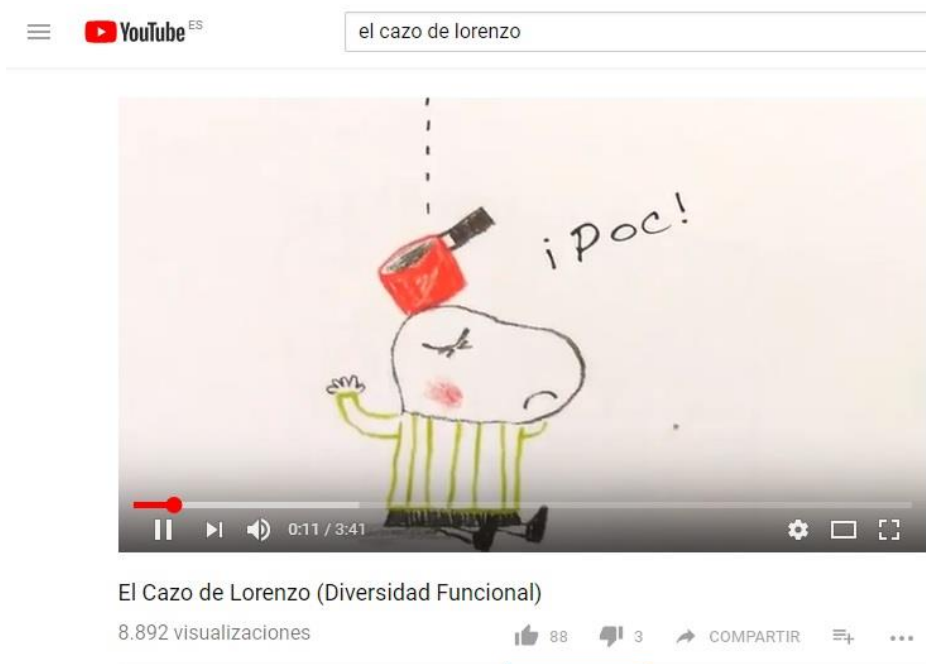 YouTube ES
el cazo de lorenzo
¡Poc!
0:11 / 3:41
El Cazo de Lorenzo (Diversidad Funcional)
8.892 visualizaciones
88
3
COMPARTIR